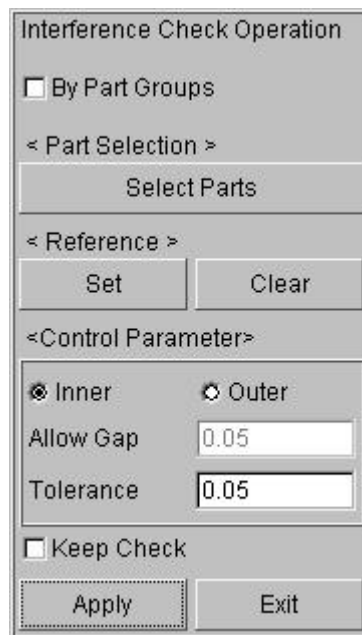 Interference Check Operation
By Part Groups
< Part Selection >
Select Parts
< Reference >
Set Clear
<Control Parameter>
Inner Outer
Allow Gap 0.05
Tolerance 0.05
Keep Check
Apply Exit